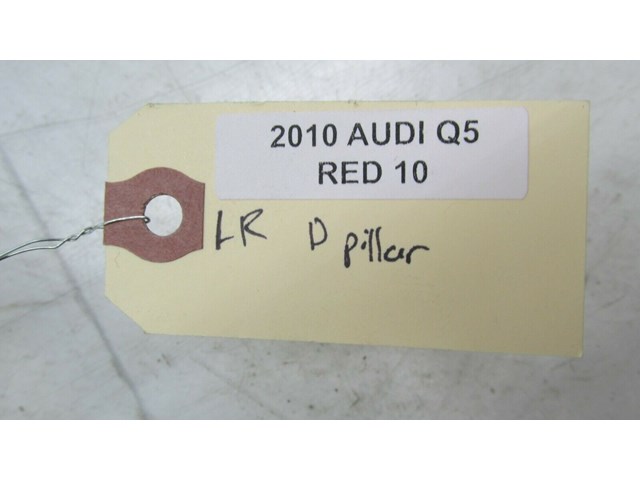 2010 AUDI Q5
RED 10
LR D pillar